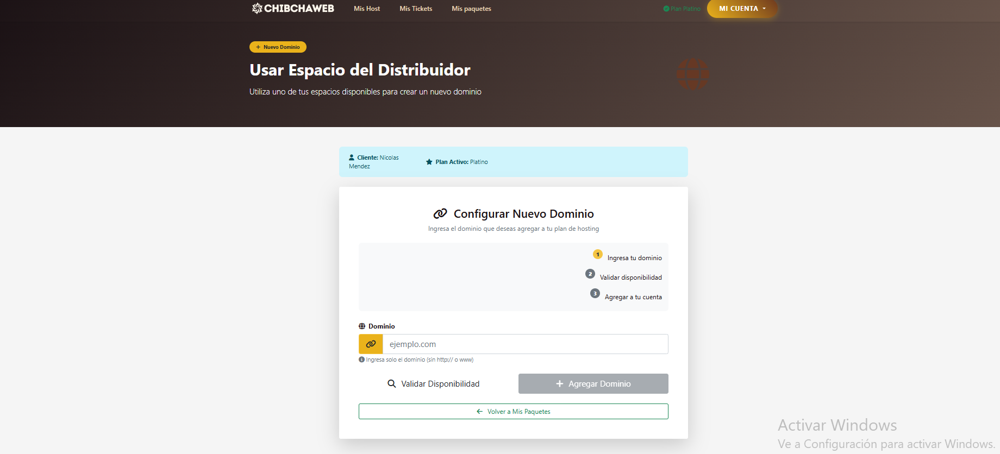 CHIBCHAWEB Mis Host Mis Tickets Mis paquetes Plan Platino MI CUENTA
+ Nuevo Dominio
Usar Espacio del Distribuidor
Utiliza uno de tus espacios disponibles para crear un nuevo dominio
Cliente: Nicolas
Mendez
Plan Activo: Platino
Configurar Nuevo Dominio
Ingresa el dominio que deseas agregar a tu plan de hosting
1 Ingresa tu dominio
2 Validar disponibilidad
3 Agregar a tu cuenta
Dominio
ejemplo.com
Ingresa solo el dominio (sin http:// o www)
Validar Disponibilidad
+ Agregar Dominio
← Volver a Mis Paquetes
Activar Windows
Ve a Configuración para activar Windows.